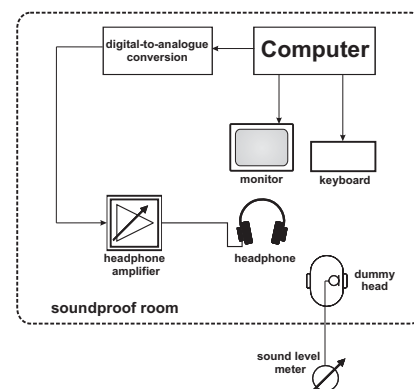 digital-to-analogue
conversion
Computer
monitor
keyboard
headphone
amplifier
headphone
dummy
head
soundproof room
sound level
meter